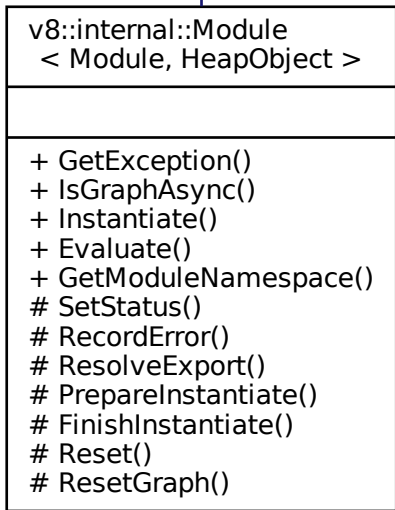 v8::internal::Module
< Module, HeapObject >
+ GetException()
+ IsGraphAsync()
+ Instantiate()
+ Evaluate()
+ GetModuleNamespace()
# SetStatus()
# RecordError()
# ResolveExport()
# PrepareInstantiate()
# FinishInstantiate()
# Reset()
# ResetGraph()